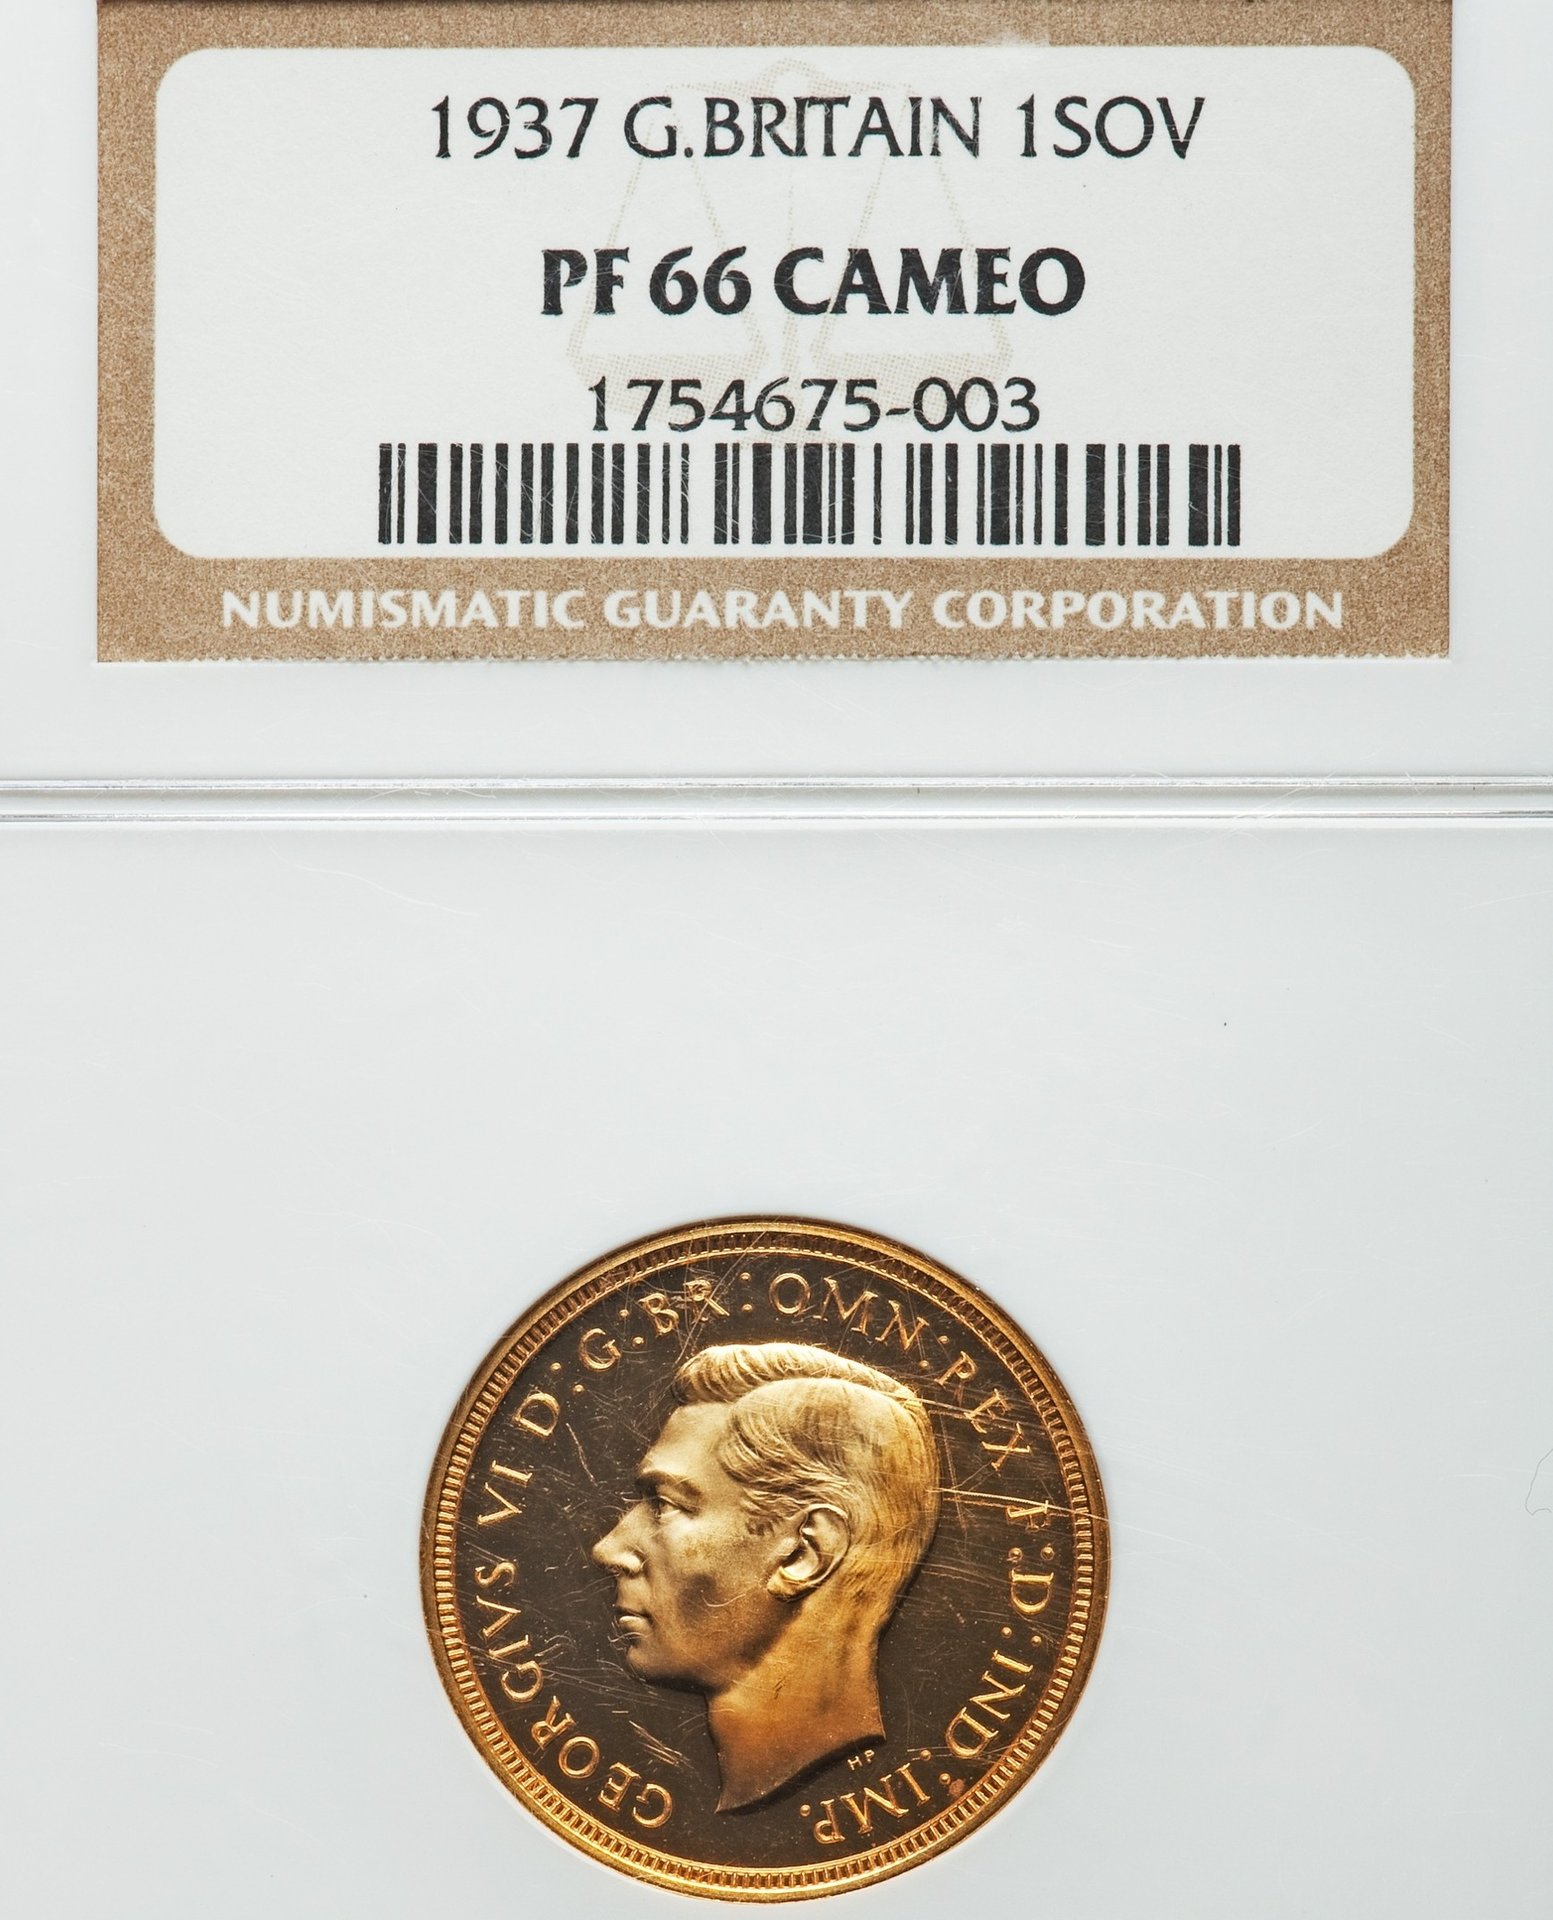 1937 G.BRITAIN 1SOV
PF 66 CAMEO
1754675-003
NUMISMATIC GUARANTY CORPORATION
GEORGIVS VI D:G:BR:OMN:REX F:D:IND:IMP.
HP